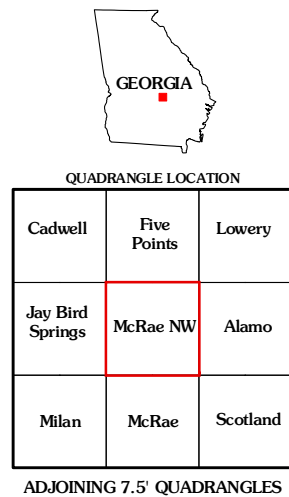 GEORGIA
QUADRANGLE LOCATION
Cadwell
Five
Points
Lowery
Jay Bird
Springs
McRae NW
Alamo
Milan
McRae
Scotland
ADJOINING 7.5' QUADRANGLES